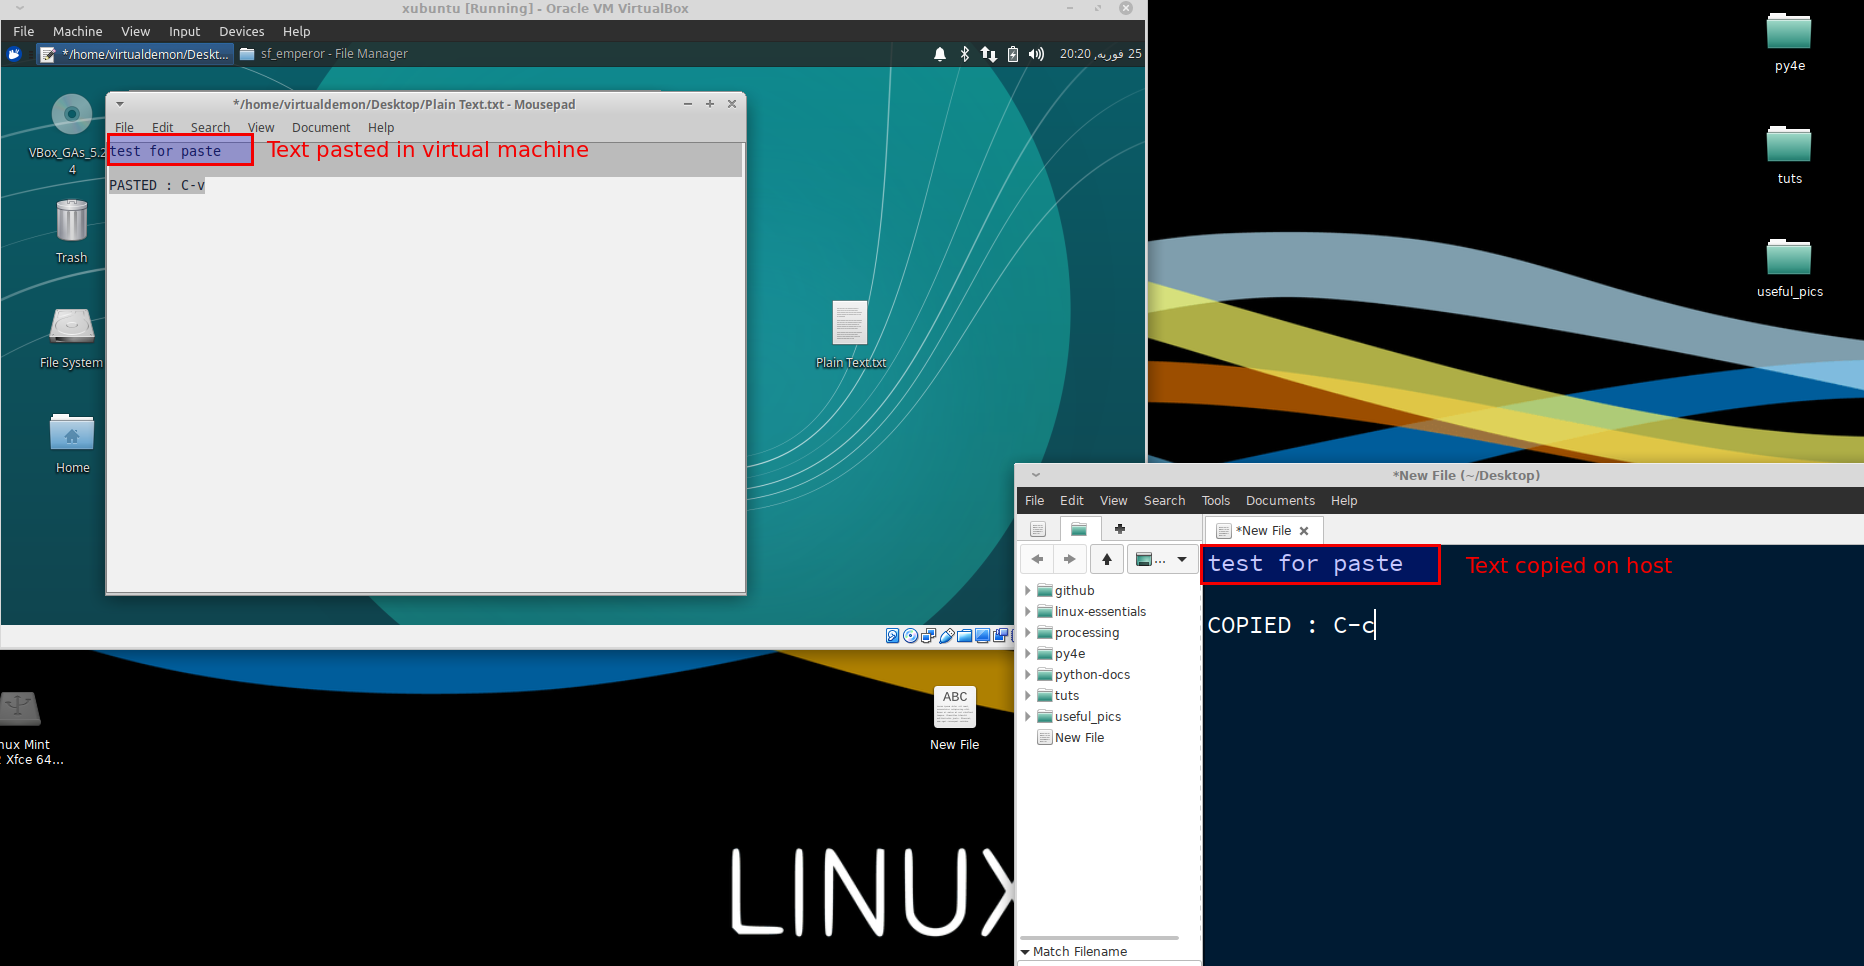 xubuntu [Running] - Oracle VM VirtualBox
File Machine View Input Devices Help
*/home/virtualdemon/Deskt... sf_emperor - File Manager
25 فوریه, 20:20
VBox_GAs_5.2
4
Trash
File System
Home
*/home/virtualdemon/Desktop/Plain Text.txt - Mousepad
File Edit Search View Document Help
test for paste
Text pasted in virtual machine
PASTED : C-v
Plain Text.txt
py4e
tuts
useful_pics
*New File (~/Desktop)
File Edit View Search Tools Documents Help
*New File
...
github
linux-essentials
processing
py4e
python-docs
tuts
useful_pics
New File
Match Filename
test for paste
Text copied on host
COPIED : C-c
nux Mint
Xfce 64...
ABC
New File
LINUX